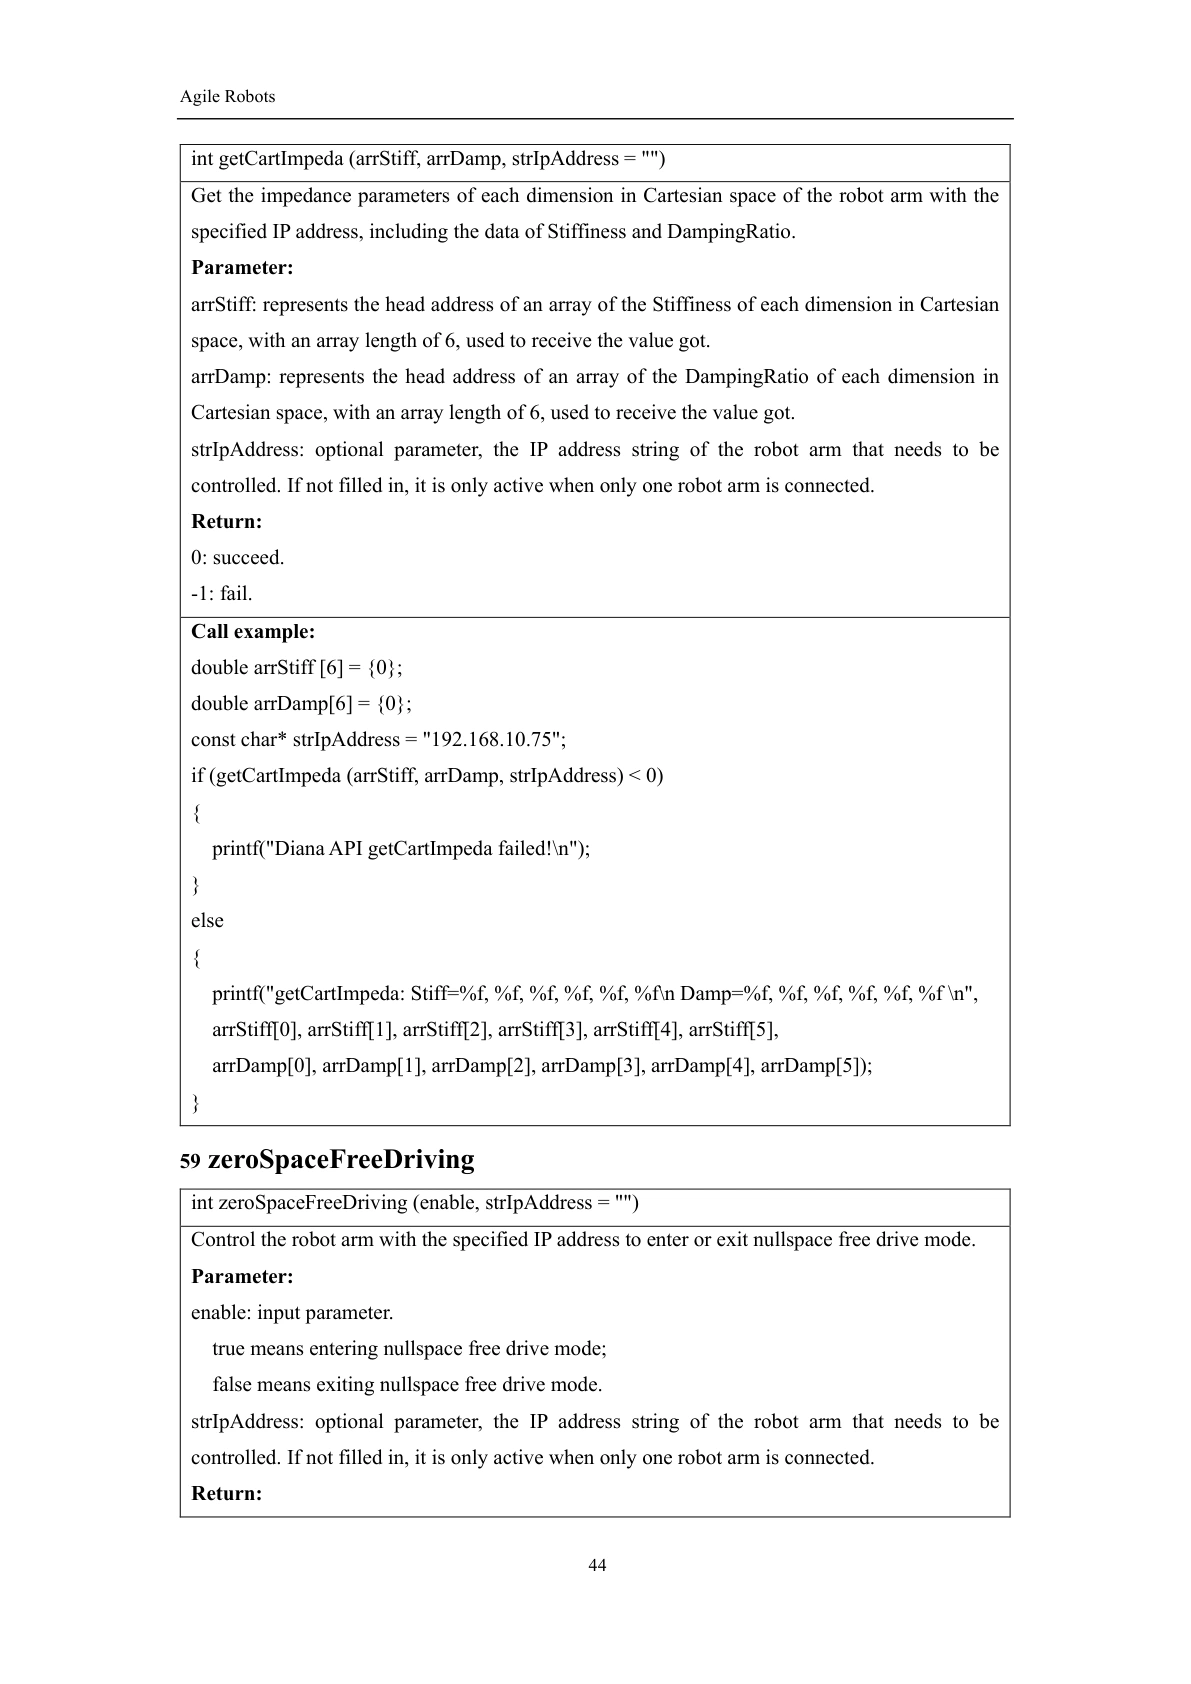 Agile Robots
int getCartImpeda (arrStiff, arrDamp, strIpAddress = "")
Get the impedance parameters of each dimension in Cartesian space of the robot arm with the
specified IP address, including the data of Stiffiness and DampingRatio.
Parameter:
arrStiff: represents the head address of an array of the Stiffiness of each dimension in Cartesian
space, with an array length of 6, used to receive the value got.
arrDamp: represents the head address of an array of the DampingRatio of each dimension in
Cartesian space, with an array length of 6, used to receive the value got.
strIpAddress: optional parameter, the IP address string of the robot arm that needs to be
controlled. If not filled in, it is only active when only one robot arm is connected.
Return:
0: succeed.
-1: fail.
Call example:
double arrStiff [6] = {0};
double arrDamp[6] = {0};
const char* strIpAddress = "192.168.10.75";
if (getCartImpeda (arrStiff, arrDamp, strIpAddress) < 0)
{
printf("Diana API getCartImpeda failed!\n");
}
else
{
printf("getCartImpeda: Stiff=%f, %f, %f, %f, %f, %f\n Damp=%f, %f, %f, %f, %f, %f \n",
arrStiff[0], arrStiff[1], arrStiff[2], arrStiff[3], arrStiff[4], arrStiff[5],
arrDamp[0], arrDamp[1], arrDamp[2], arrDamp[3], arrDamp[4], arrDamp[5]);
}
59 zeroSpaceFreeDriving
int zeroSpaceFreeDriving (enable, strIpAddress = "")
Control the robot arm with the specified IP address to enter or exit nullspace free drive mode.
Parameter:
enable: input parameter.
true means entering nullspace free drive mode;
false means exiting nullspace free drive mode.
strIpAddress: optional parameter, the IP address string of the robot arm that needs to be
controlled. If not filled in, it is only active when only one robot arm is connected.
Return:
44